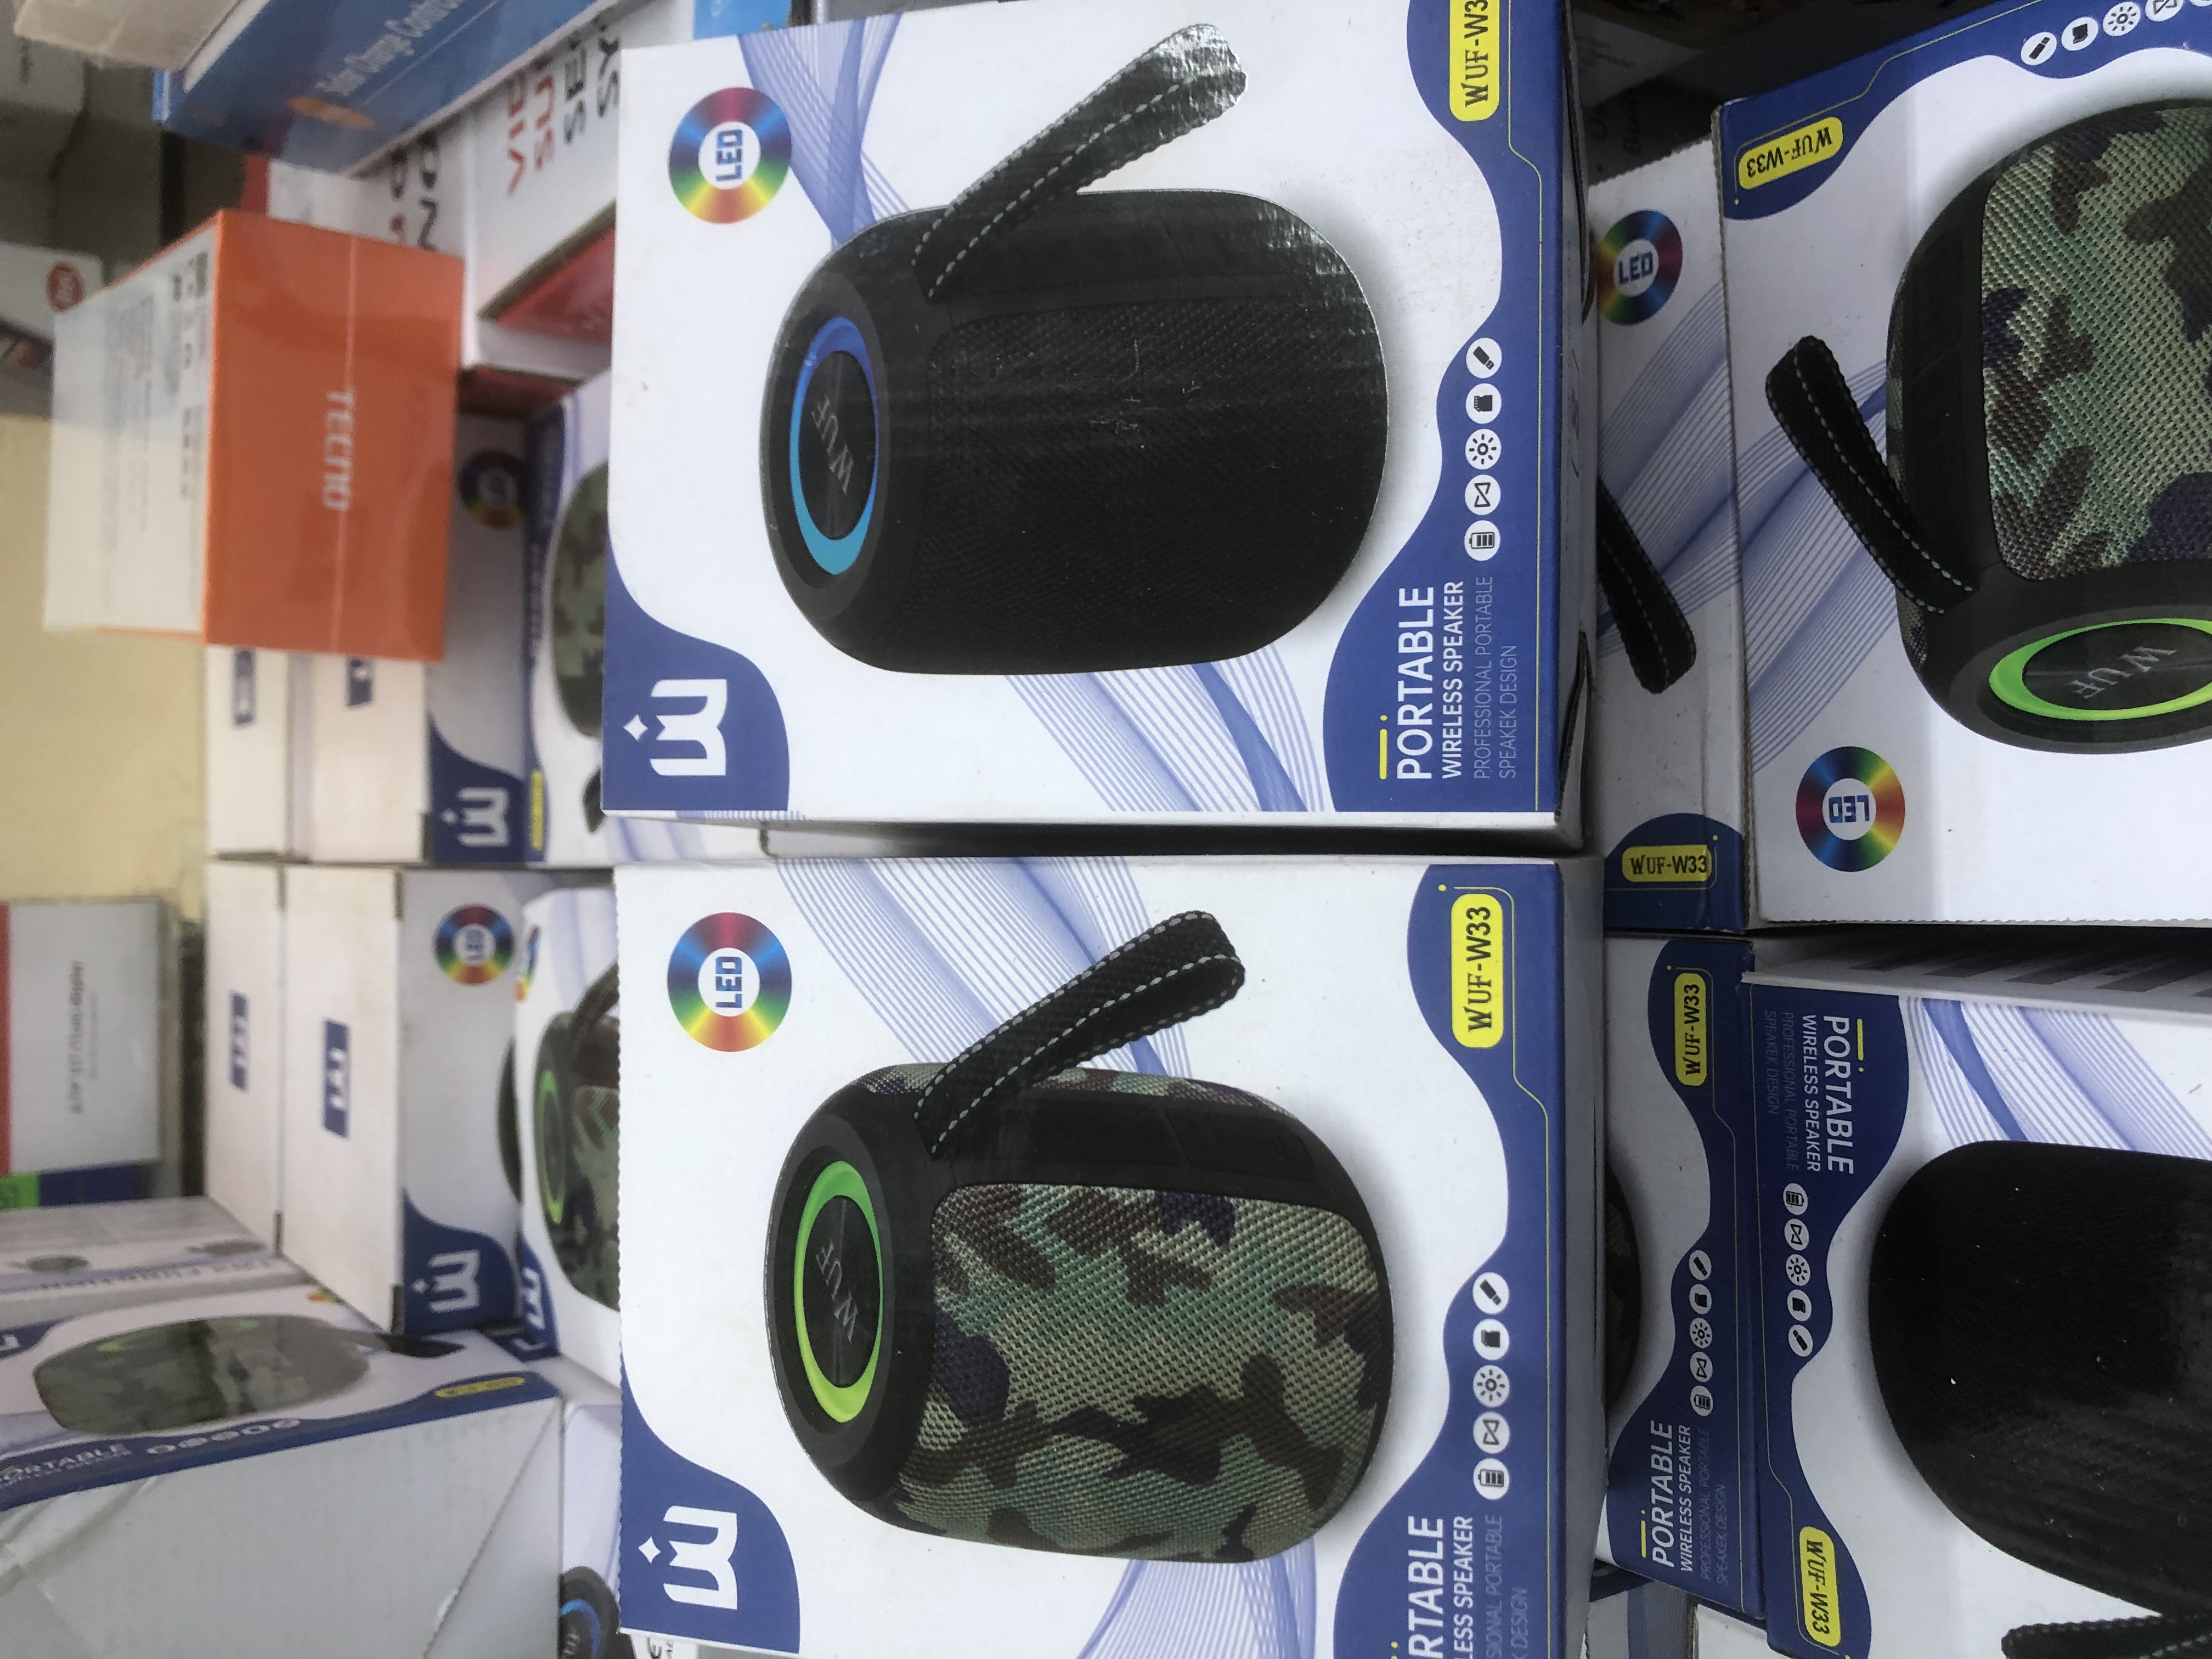 TECNO
LED
LED
LED
WUF
WUF
RTABLE
LESS SPEAKER
SIONAL PORTABLE
K DESIGN
WUF-W33
PORTABLE
WIRELESS SPEAKER
PROFESSIONAL PORTABLE
SPEAKEK DESIGN
WUF-W3
PORTABLE
WIRELESS SPEAKER
PROFESSIONAL PORTABLE
SPEAKEK DESIGN
WUF-W33
WUF-W33
LED
PORTABLE
WIRELESS SPEAKER
PROFESSIONAL PORTABLE
SPEAKEK DESIGN
WUF-W33
LED
WUF-W33
WUF